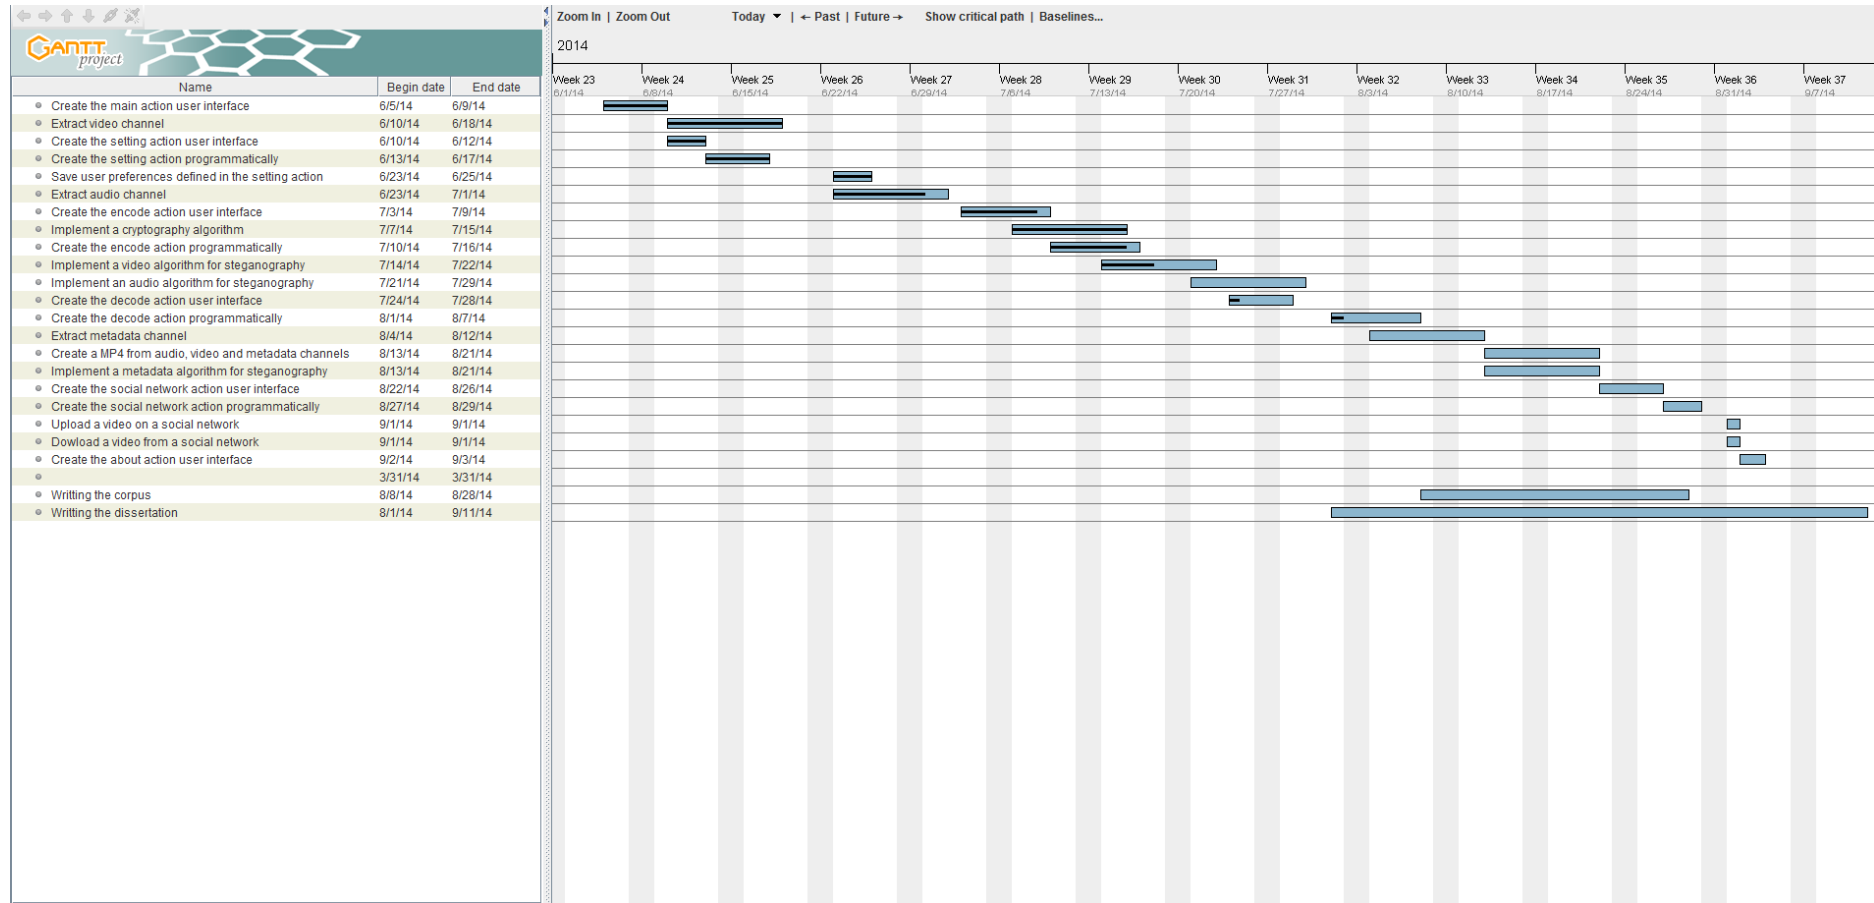 Zoom In | Zoom Out Today ▼ | ← Past | Future → Show critical path | Baselines...
GANTT project
2014
Week 23 Week 24 Week 25 Week 26 Week 27 Week 28 Week 29 Week 30 Week 31 Week 32 Week 33 Week 34 Week 35 Week 36 Week 37
6/1/14 6/8/14 6/15/14 6/22/14 6/29/14 7/6/14 7/13/14 7/20/14 7/27/14 8/3/14 8/10/14 8/17/14 8/24/14 8/31/14 9/7/14
Name Begin date End date
Create the main action user interface 6/5/14 6/9/14
Extract video channel 6/10/14 6/18/14
Create the setting action user interface 6/10/14 6/12/14
Create the setting action programmatically 6/13/14 6/17/14
Save user preferences defined in the setting action 6/23/14 6/25/14
Extract audio channel 6/23/14 7/1/14
Create the encode action user interface 7/3/14 7/9/14
Implement a cryptography algorithm 7/7/14 7/15/14
Create the encode action programmatically 7/10/14 7/16/14
Implement a video algorithm for steganography 7/14/14 7/22/14
Implement an audio algorithm for steganography 7/21/14 7/29/14
Create the decode action user interface 7/24/14 7/28/14
Create the decode action programmatically 8/1/14 8/7/14
Extract metadata channel 8/4/14 8/12/14
Create a MP4 from audio, video and metadata channels 8/13/14 8/21/14
Implement a metadata algorithm for steganography 8/13/14 8/21/14
Create the social network action user interface 8/22/14 8/26/14
Create the social network action programmatically 8/27/14 8/29/14
Upload a video on a social network 9/1/14 9/1/14
Dowload a video from a social network 9/1/14 9/1/14
Create the about action user interface 9/2/14 9/3/14
3/31/14 3/31/14
Writting the corpus 8/8/14 8/28/14
Writting the dissertation 8/1/14 9/11/14